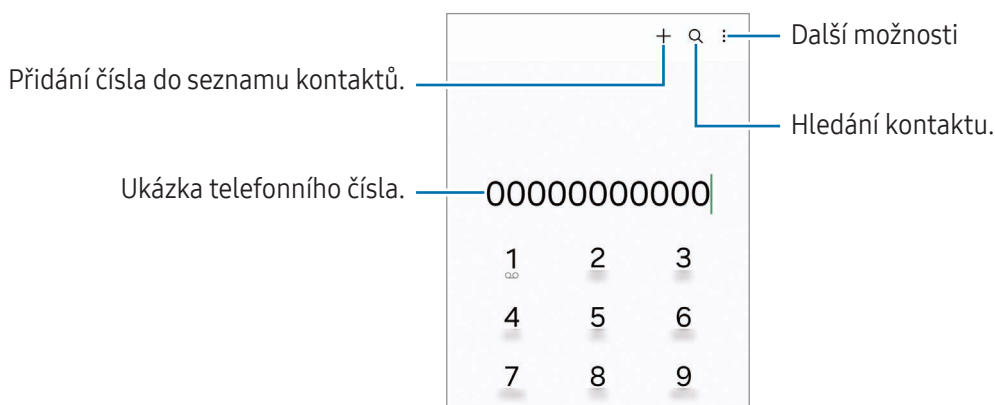 Další možnosti
Přidání čísla do seznamu kontaktů.
Hledání kontaktu.
Ukázka telefonního čísla.
00000000000
1 2 3
4 5 6
7 8 9